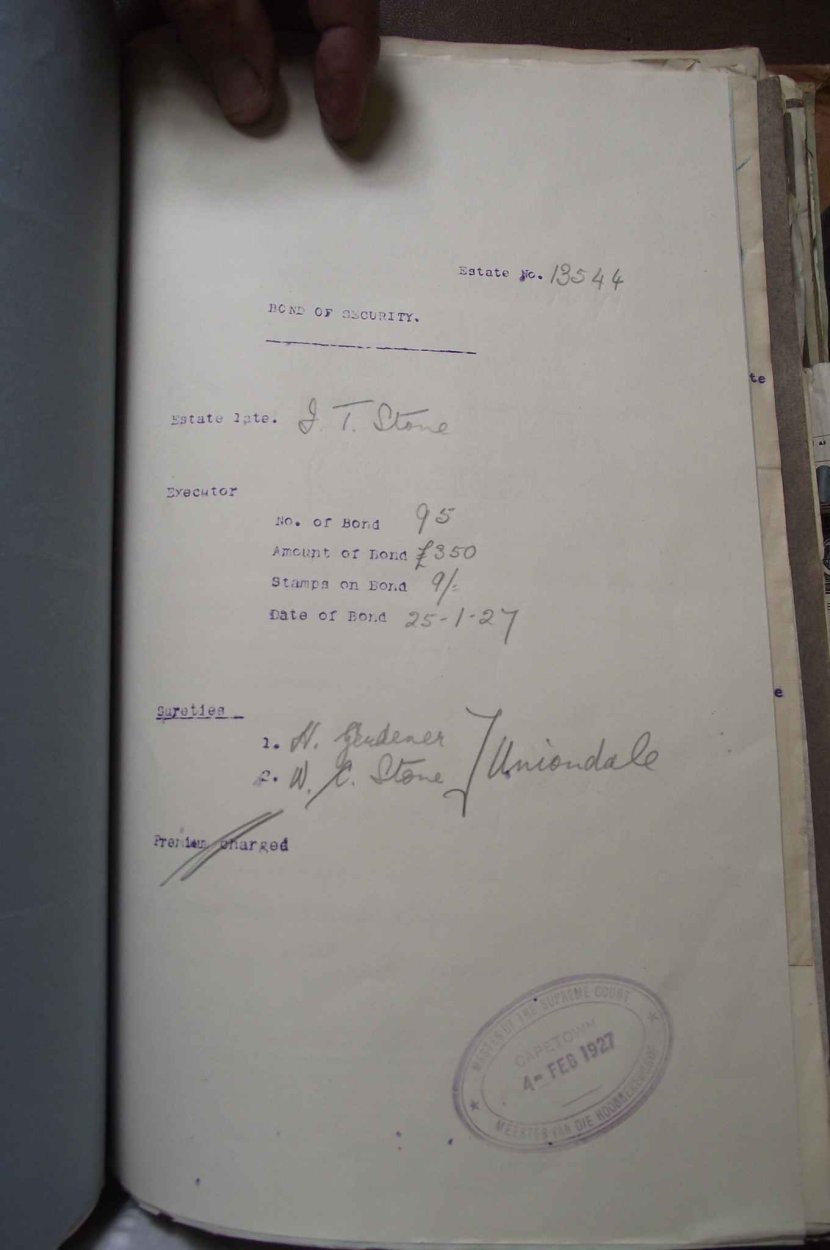 Estate No. 13544
BOND OF SECURITY.
Estate late. J. T. Stone
Executor
No. of Bond 95
Amount of Bond £350
Stamps on Bond 9/-
Date of Bond 25-1-27
Sureties
1. H. Gerdener
2. W. C. Stone } Uniondale
Premium charged
MASTER OF THE SUPREME COURT
CAPETOWN
4- FEB 1927
MEESTER VAN DIE HOOGGEREGSHOF
te
e